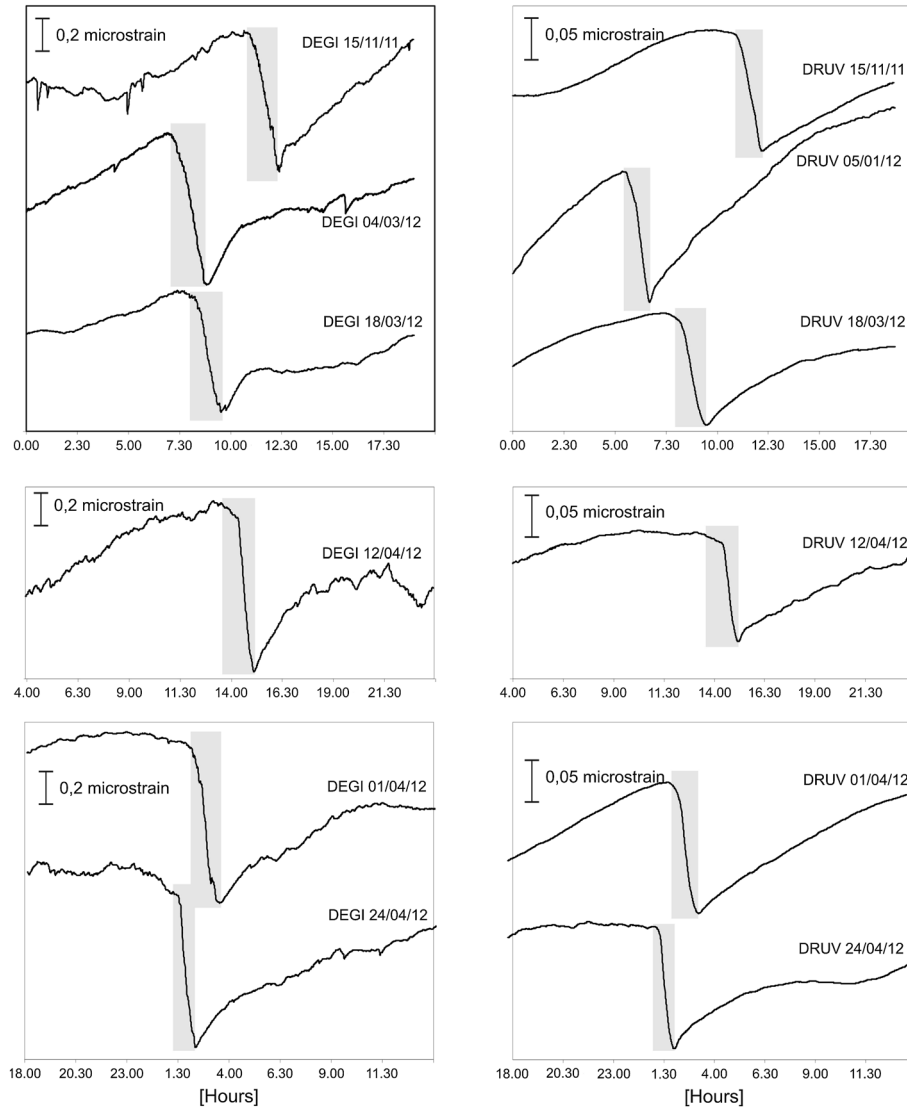 0,2 microstrain
DEGI 15/11/11
DEGI 04/03/12
DEGI 18/03/12
0.00 2.30 5.00 7.30 10.00 12.30 15.00 17.30
0,05 microstrain
DRUV 15/11/11
DRUV 05/01/12
DRUV 18/03/12
0.00 2.30 5.00 7.30 10.00 12.30 15.00 17.30
0,2 microstrain
DEGI 12/04/12
4.00 6.30 9.00 11.30 14.00 16.30 19.00 21.30
0,05 microstrain
DRUV 12/04/12
4.00 6.30 9.00 11.30 14.00 16.30 19.00 21.30
0,2 microstrain
DEGI 01/04/12
DEGI 24/04/12
18.00 20.30 23.00 1.30 4.00 6.30 9.00 11.30
[Hours]
0,05 microstrain
DRUV 01/04/12
DRUV 24/04/12
18.00 20.30 23.00 1.30 4.00 6.30 9.00 11.30
[Hours]